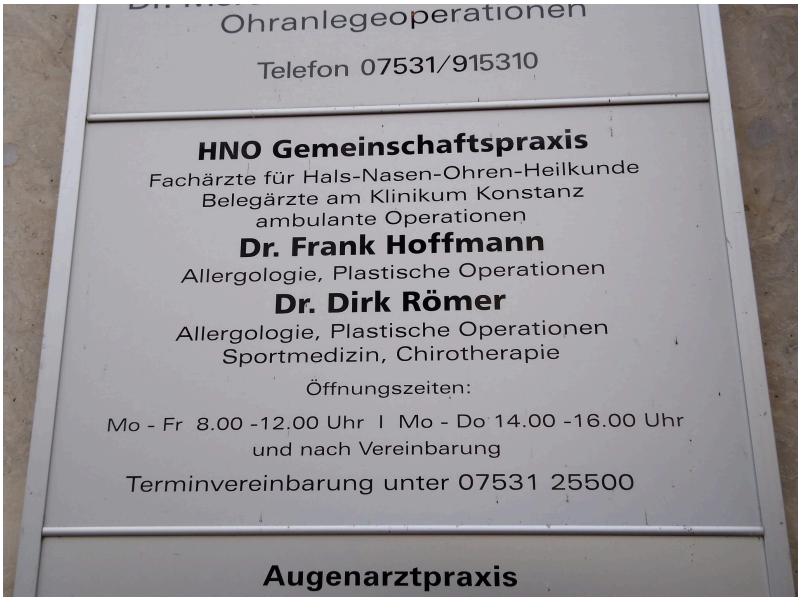 Ohranlegeoperationen
Telefon 07531/915310
HNO Gemeinschaftspraxis
Fachärzte für Hals-Nasen-Ohren-Heilkunde
Belegärzte am Klinikum Konstanz
ambulante Operationen
Dr. Frank Hoffmann
Allergologie, Plastische Operationen
Dr. Dirk Römer
Allergologie, Plastische Operationen
Sportmedizin, Chirotherapie
Öffnungszeiten:
Mo - Fr 8.00 -12.00 Uhr I Mo - Do 14.00 -16.00 Uhr
und nach Vereinbarung
Terminvereinbarung unter 07531 25500
Augenarztpraxis